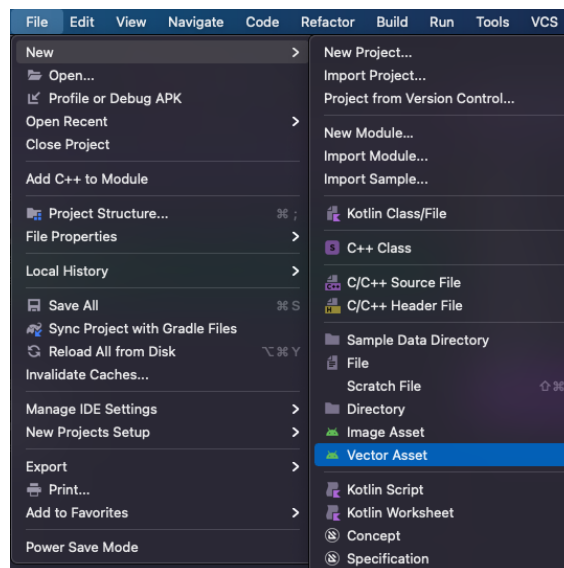 File Edit View Navigate Code Refactor Build Run Tools VCS
New
Open...
Profile or Debug APK
Open Recent
Close Project
Add C++ to Module
Project Structure... ⌘ ;
File Properties
Local History
Save All ⌘ S
Sync Project with Gradle Files
Reload All from Disk ⌥ ⌘ Y
Invalidate Caches...
Manage IDE Settings
New Projects Setup
Export
Print...
Add to Favorites
Power Save Mode
New Project...
Import Project...
Project from Version Control...
New Module...
Import Module...
Import Sample...
Kotlin Class/File
S C++ Class
C++ C/C++ Source File
H C/C++ Header File
Sample Data Directory
File
Scratch File ⇧ ⌘
Directory
Image Asset
Vector Asset
Kotlin Script
Kotlin Worksheet
Concept
Specification